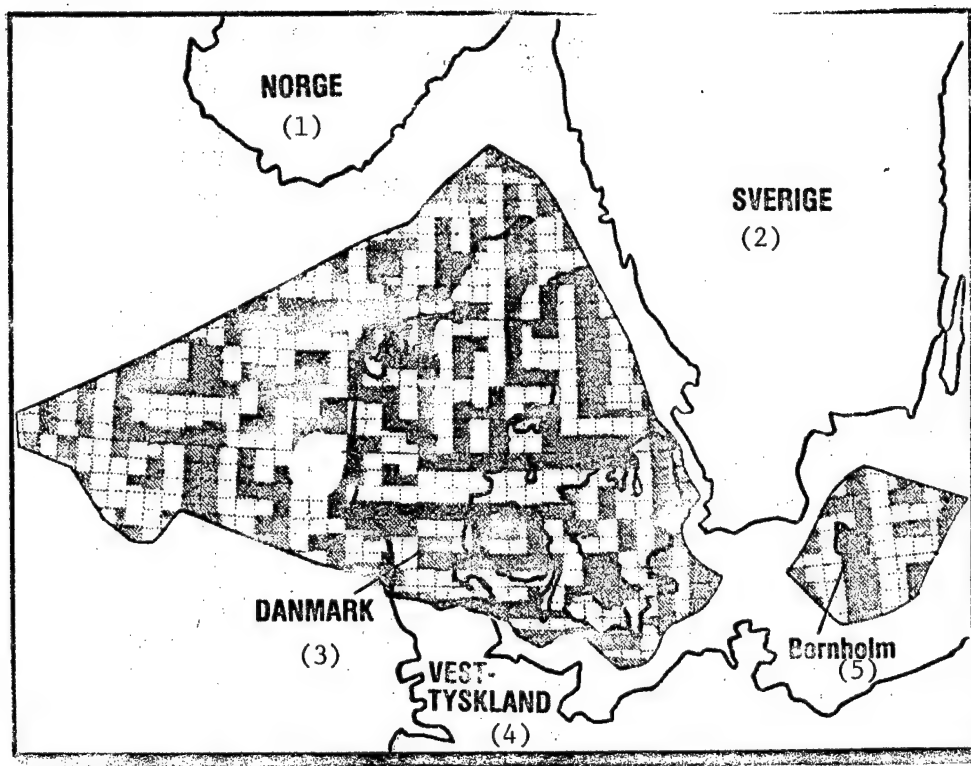 NORGE
(1)
SVERIGE
(2)
DANMARK
(3)
VEST-
TYSKLAND
(4)
Bornholm
(5)